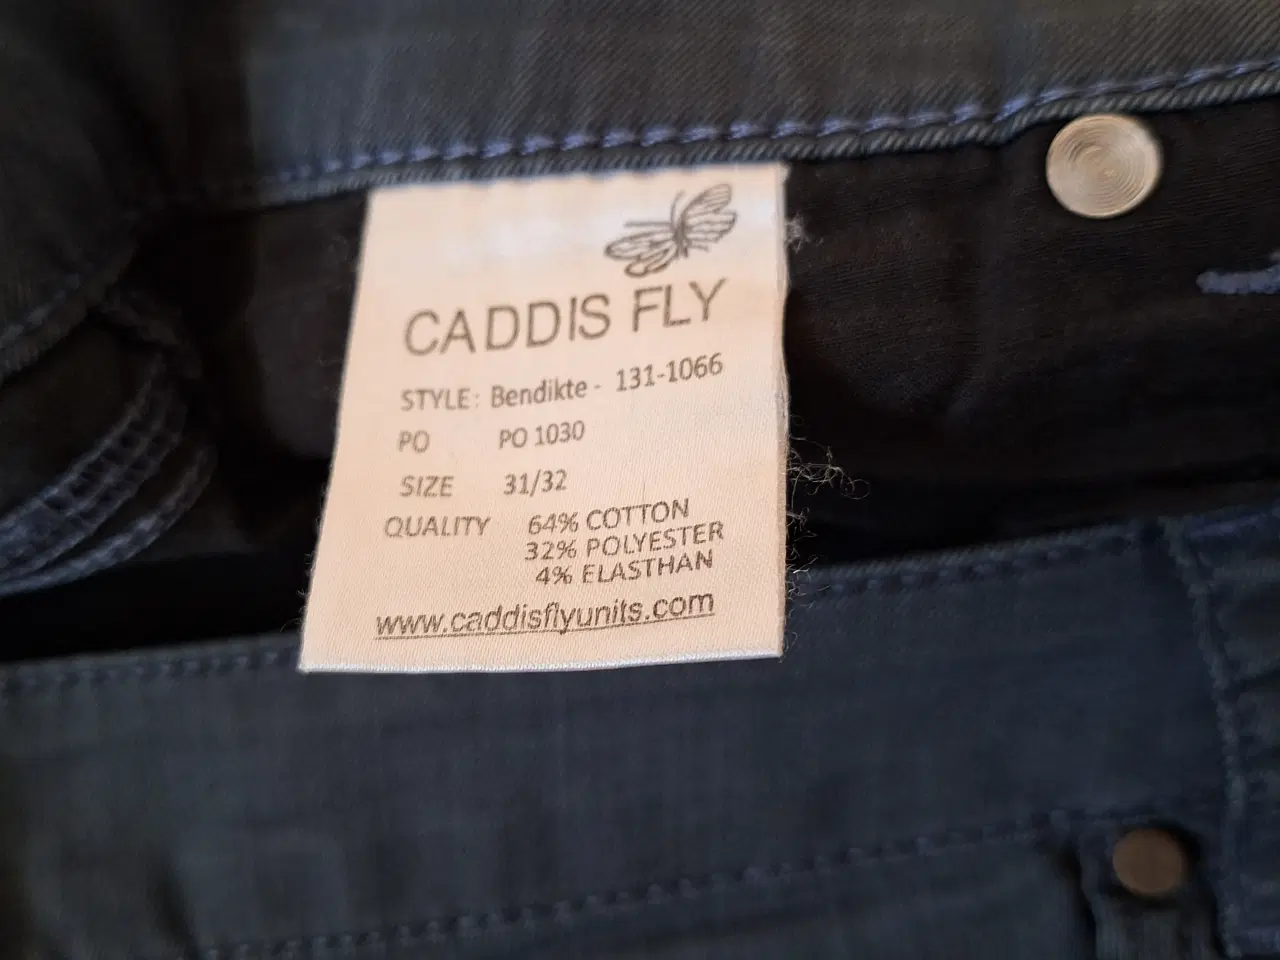 CADDIS FLY
STYLE: Bendikte - 131-1066
PO PO 1030
SIZE 31/32
QUALITY 64% COTTON
32% POLYESTER
4% ELASTHAN
www.caddisflyunits.com